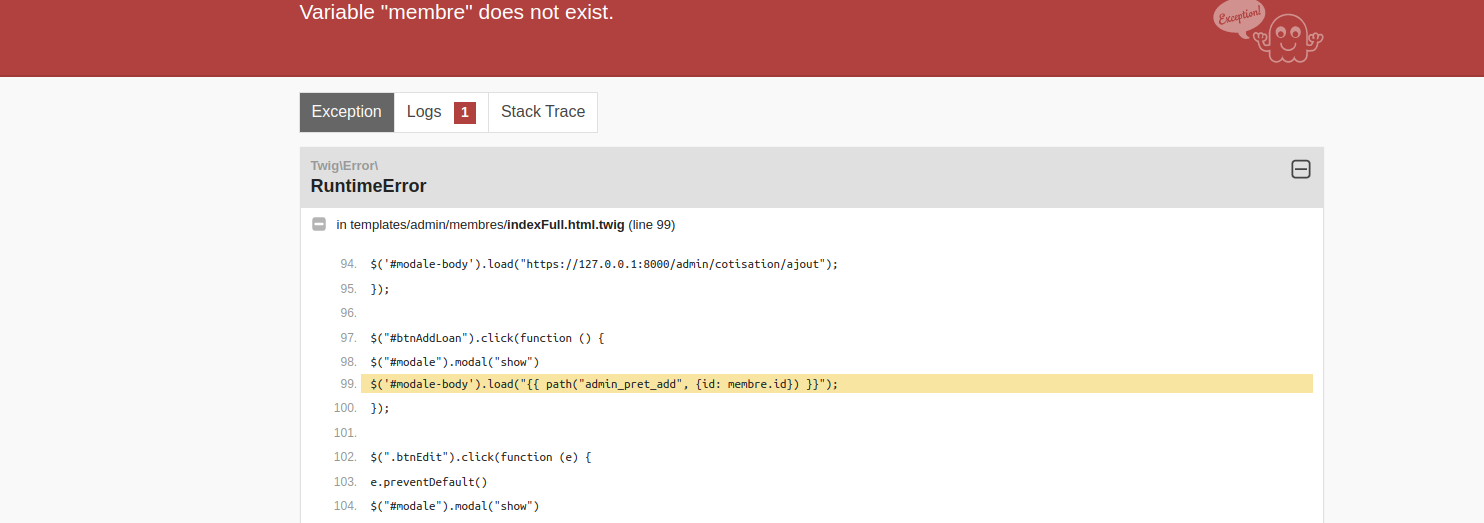 Variable "membre" does not exist.
Exception!
Exception Logs 1 Stack Trace
Twig\Error\
RuntimeError
in templates/admin/membres/indexFull.html.twig (line 99)
94. $('#modale-body').load("https://127.0.0.1:8000/admin/cotisation/ajout");
95. });
96.
97. $("#btnAddLoan").click(function () {
98. $("#modale").modal("show")
99. $('#modale-body').load("{{ path("admin_pret_add", {id: membre.id}) }}");
100. });
101.
102. $(".btnEdit").click(function (e) {
103. e.preventDefault()
104. $("#modale").modal("show")